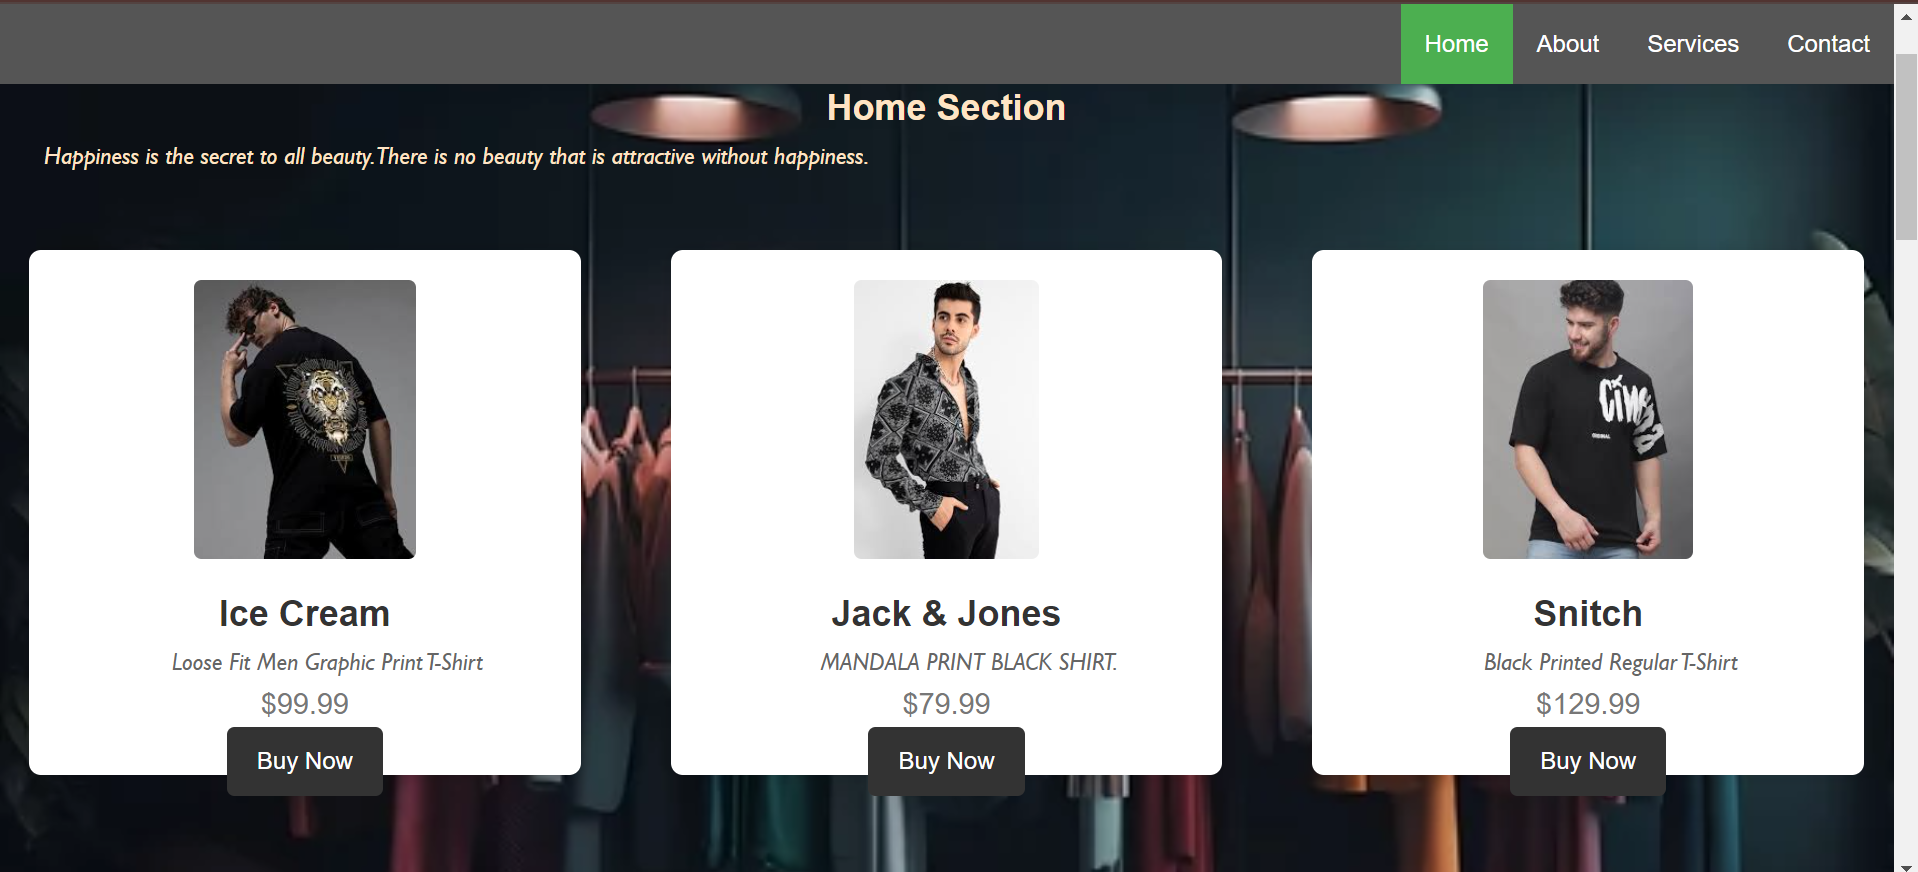 Home About Services Contact
Home Section
Happiness is the secret to all beauty.There is no beauty that is attractive without happiness.
Ice Cream
Loose Fit Men Graphic Print T-Shirt
$99.99
Buy Now
Jack & Jones
MANDALA PRINT BLACK SHIRT.
$79.99
Buy Now
Cinema
ORIGINAL
Snitch
Black Printed Regular T-Shirt
$129.99
Buy Now